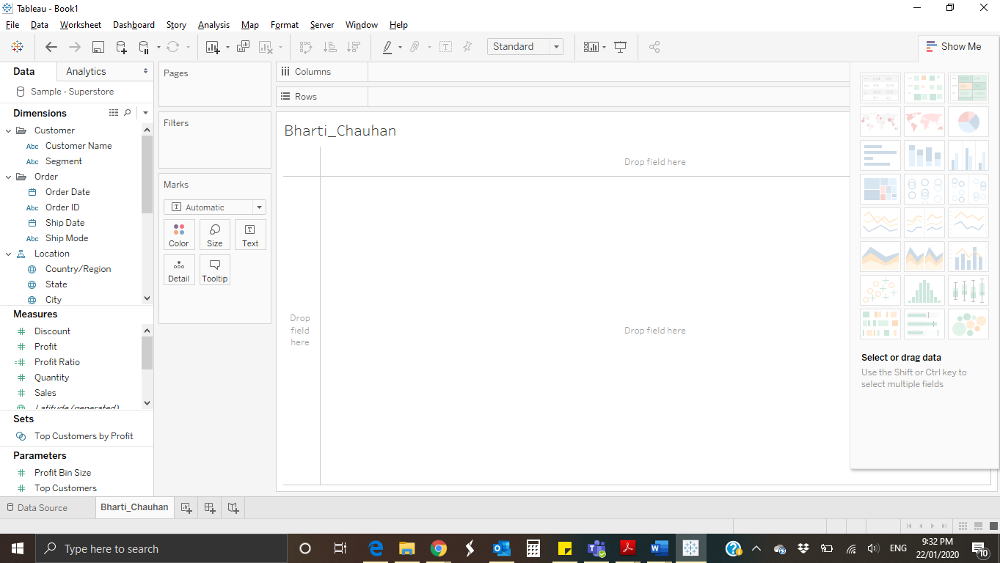 Tableau - Book1
File Data Worksheet Dashboard Story Analysis Map Format Server Window Help
Standard
Show Me
Data Analytics
Sample - Superstore
Dimensions
Customer
Abc Customer Name
Abc Segment
Order
Order Date
Abc Order ID
Ship Date
Abc Ship Mode
Location
Country/Region
State
City
Measures
Discount
Profit
Profit Ratio
Quantity
Sales
Latitude (generated)
Sets
Top Customers by Profit
Parameters
Profit Bin Size
Top Customers
Pages
Filters
Marks
Automatic
Color Size Text
Detail Tooltip
Columns
Rows
Bharti_Chauhan
Drop field here
Drop
field
here
Drop field here
Select or drag data
Use the Shift or Ctrl key to
select multiple fields
Data Source Bharti_Chauhan
Type here to search
ENG
9:32 PM
22/01/2020
10